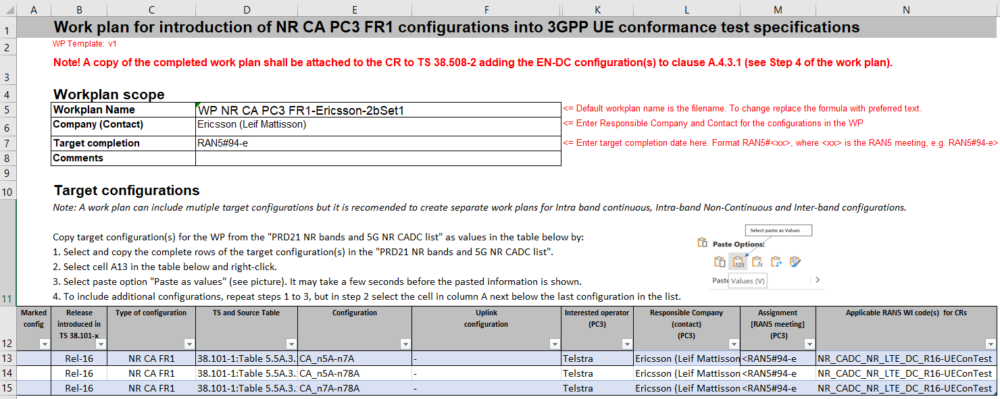 A B C D E F K L M N
1 Work plan for introduction of NR CA PC3 FR1 configurations into 3GPP UE conformance test specifications
2 WP Template: v1
3 Note! A copy of the completed work plan shall be attached to the CR to TS 38.508-2 adding the EN-DC configuration(s) to clause A.4.3.1 (see Step 4 of the work plan).
4 Workplan scope
5 Workplan Name WP NR CA PC3 FR1-Ericsson-2bSet1 <= Default workplan name is the filename. To change replace the formula with preferred text.
6 Company (Contact) Ericsson (Leif Mattisson) <= Enter Responsible Company and Contact for the configurations in the WP
7 Target completion RAN5#94-e <= Enter target completion date here. Format RAN5#<xx>, where <xx> is the RAN5 meeting, e.g. RAN5#94-e>
8 Comments
9
10 Target configurations
Note: A work plan can include mutiple target configurations but it is recomended to create separate work plans for Intra band continuous, Intra-band Non-Continuous and Inter-band configurations.
Copy target configuration(s) for the WP from the "PRD21 NR bands and 5G NR CADC list" as values in the table below by:
1. Select and copy the complete rows of the target configuration(s) in the "PRD21 NR bands and 5G NR CADC list".
2. Select cell A13 in the table below and right-click.
3. Select paste option "Paste as values" (see picture). It may take a few seconds before the pasted information is shown.
11 4. To include additional configurations, repeat steps 1 to 3, but in step 2 select the cell in column A next below the last configuration in the list.
Select paste as Values
Paste Options:
123 fx
Paste Values (V)
12 Marked config Release introduced in TS 38.101-x Type of configuration TS and Source Table Configuration Uplink configuration Interested operator (PC3) Responsible Company (contact) (PC3) Assignment [RAN5 meeting] (PC3) Applicable RAN5 WI code(s) for CRs
13 Rel-16 NR CA FR1 38.101-1:Table 5.5A.3. CA_n5A-n7A - Telstra Ericsson (Leif Mattisson <RAN5#94-e NR_CADC_NR_LTE_DC_R16-UEConTest
14 Rel-16 NR CA FR1 38.101-1:Table 5.5A.3. CA_n5A-n78A - Telstra Ericsson (Leif Mattisson <RAN5#94-e NR_CADC_NR_LTE_DC_R16-UEConTest
15 Rel-16 NR CA FR1 38.101-1:Table 5.5A.3. CA_n7A-n78A - Telstra Ericsson (Leif Mattisson <RAN5#94-e NR_CADC_NR_LTE_DC_R16-UEConTest